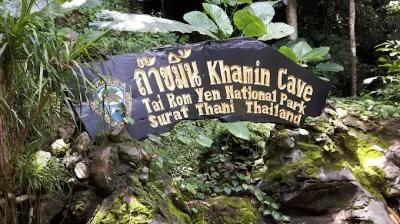 ถ้ำขมิ้น Khamin Cave
Tai Rom Yen National Park
Surat Thani Thailand